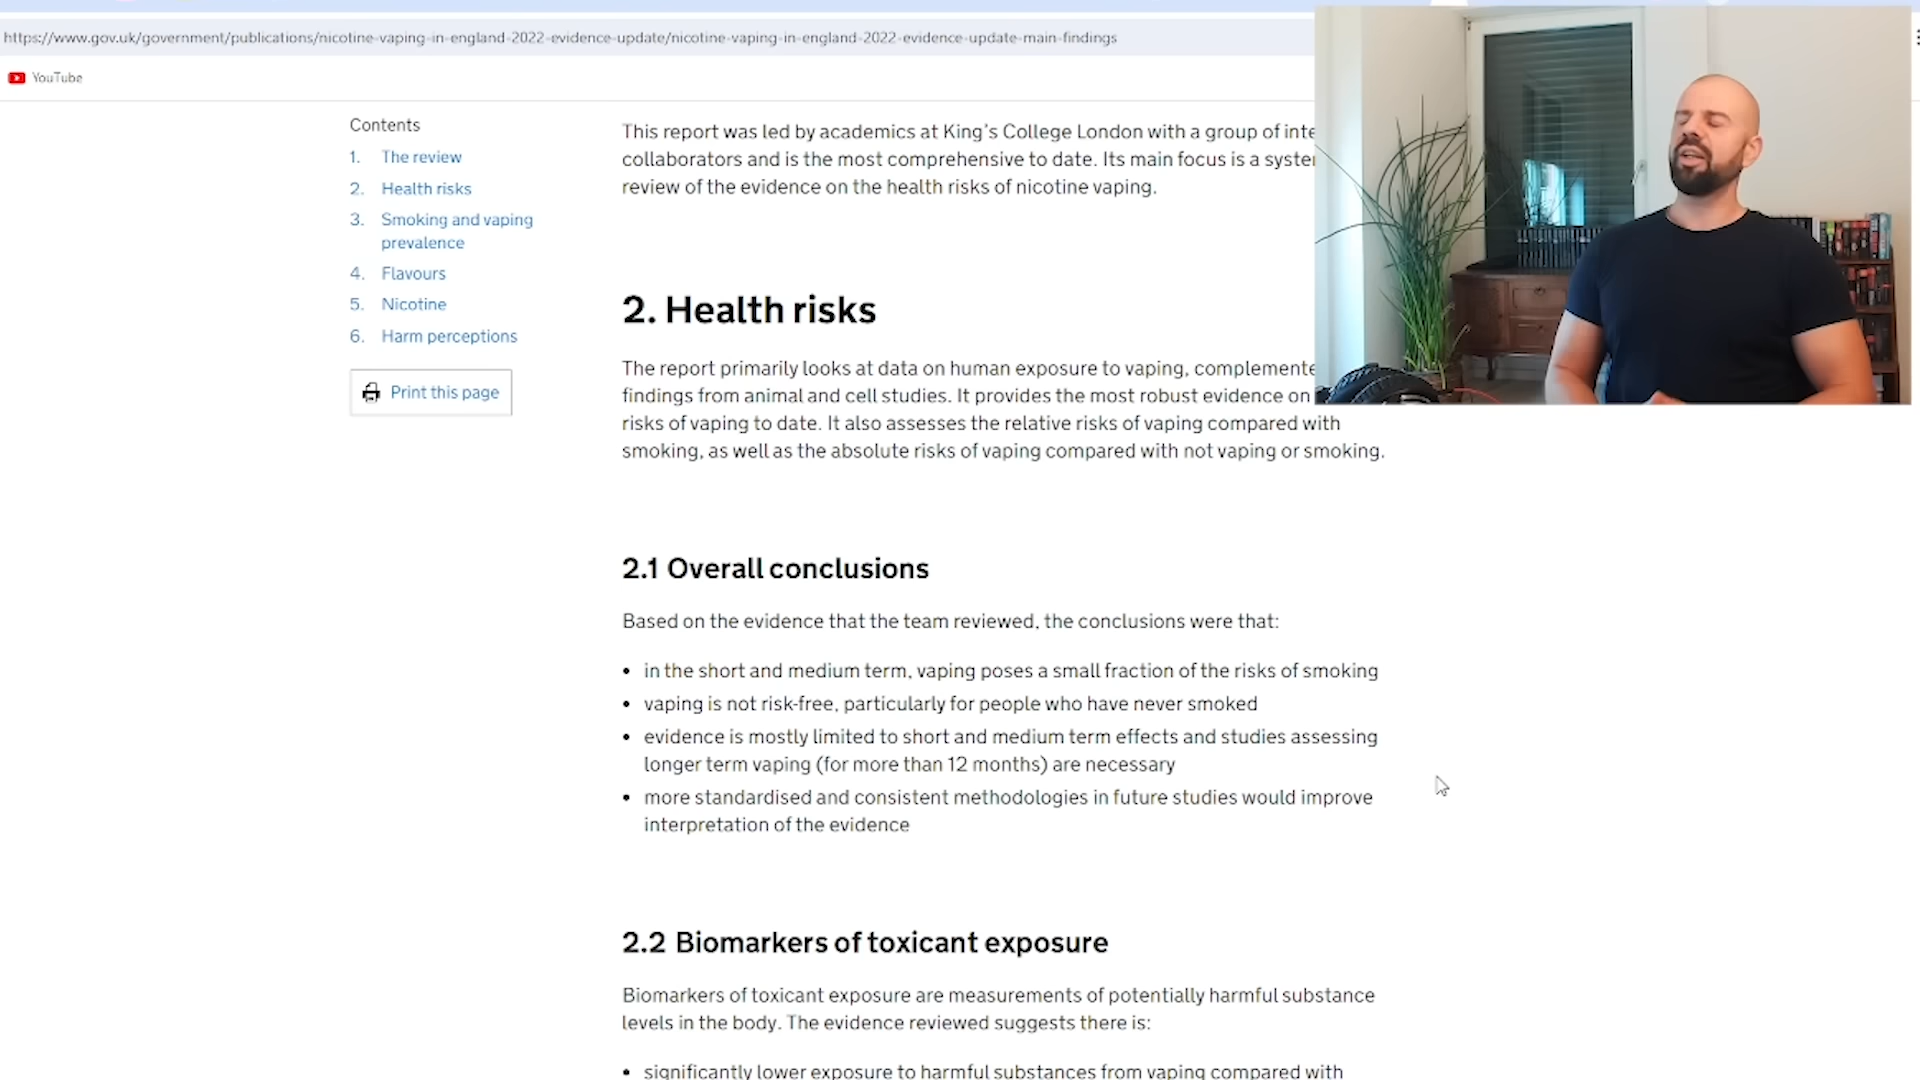 https://www.gov.uk/government/publications/nicotine-vaping-in-england-2022-evidence-update/nicotine-vaping-in-england-2022-evidence-update-main-findings
YouTube
Contents
1. The review
2. Health risks
3. Smoking and vaping
prevalence
4. Flavours
5. Nicotine
6. Harm perceptions
Print this page
This report was led by academics at King's College London with a group of inte
collaborators and is the most comprehensive to date. Its main focus is a syste
review of the evidence on the health risks of nicotine vaping.
2. Health risks
The report primarily looks at data on human exposure to vaping, complemente
findings from animal and cell studies. It provides the most robust evidence on
risks of vaping to date. It also assesses the relative risks of vaping compared with
smoking, as well as the absolute risks of vaping compared with not vaping or smoking.
2.1 Overall conclusions
Based on the evidence that the team reviewed, the conclusions were that:
• in the short and medium term, vaping poses a small fraction of the risks of smoking
• vaping is not risk-free, particularly for people who have never smoked
• evidence is mostly limited to short and medium term effects and studies assessing
longer term vaping (for more than 12 months) are necessary
• more standardised and consistent methodologies in future studies would improve
interpretation of the evidence
2.2 Biomarkers of toxicant exposure
Biomarkers of toxicant exposure are measurements of potentially harmful substance
levels in the body. The evidence reviewed suggests there is:
• significantly lower exposure to harmful substances from vaping compared with